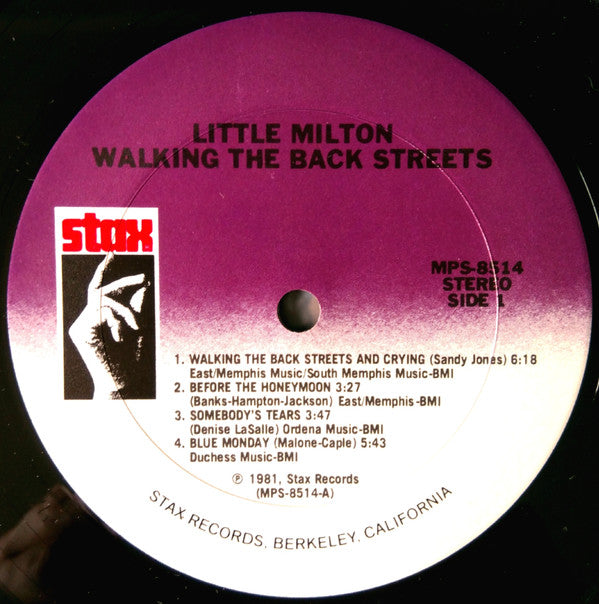 LITTLE MILTON
WALKING THE BACK STREETS
stax
MPS-8514
STEREO
SIDE 1
1. WALKING THE BACK STREETS AND CRYING (Sandy Jones) 6:18
East/Memphis Music/South Memphis Music-BMI
2. BEFORE THE HONEYMOON 3:27
(Banks-Hampton-Jackson) East/Memphis-BMI
3. SOMEBODY'S TEARS 3:47
(Denise LaSalle) Ordena Music-BMI
4. BLUE MONDAY (Malone-Caple) 5:43
Duchess Music-BMI
℗ 1981, Stax Records
(MPS-8514-A)
STAX RECORDS, BERKELEY, CALIFORNIA